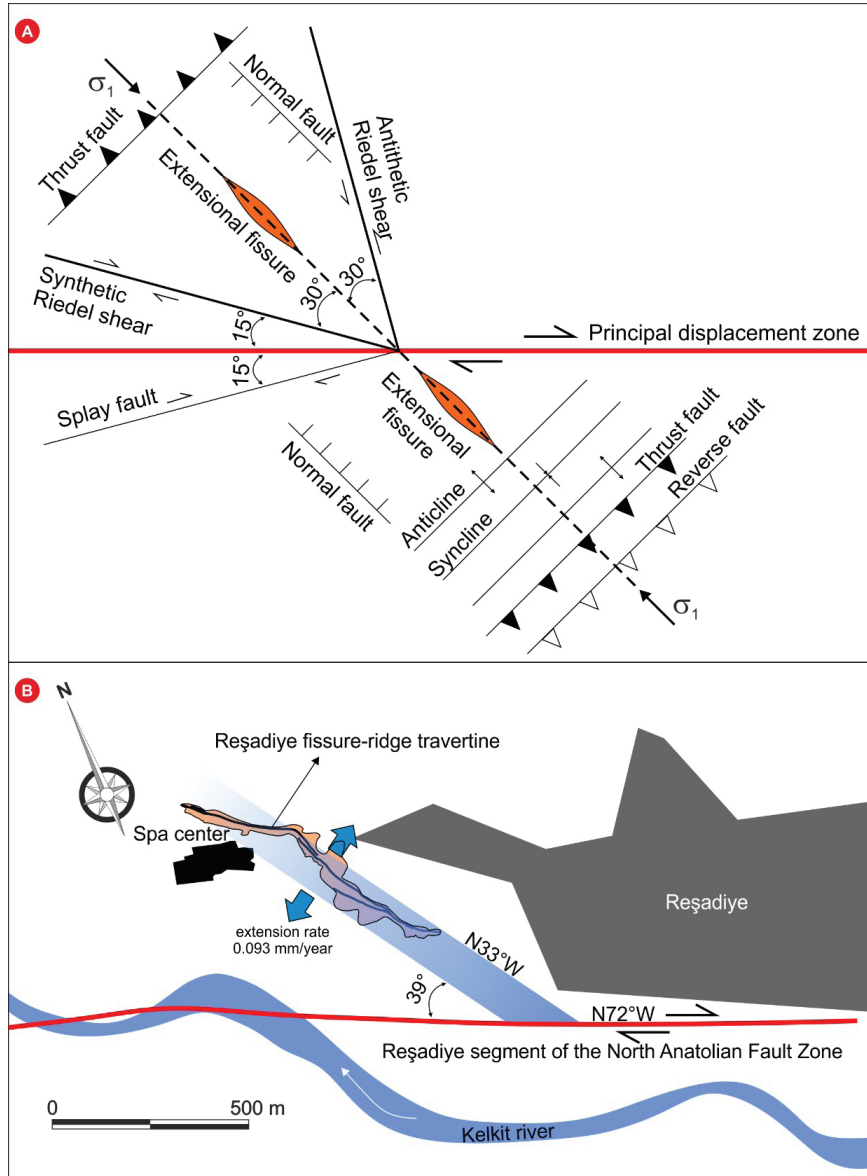 A
σ1
Thrust fault
Normal fault
Antithetic
Riedel shear
Extensional fissure
30°
30°
Synthetic
Riedel shear
15°
15°
Principal displacement zone
Splay fault
Extensional
fissure
Normal fault
Anticline
Syncline
Thrust fault
Reverse fault
σ1
B
N
Reşadiye fissure-ridge travertine
Spa center
extension rate
0.093 mm/year
Reşadiye
N33°W
39°
N72°W
Reşadiye segment of the North Anatolian Fault Zone
0 500 m
Kelkit river